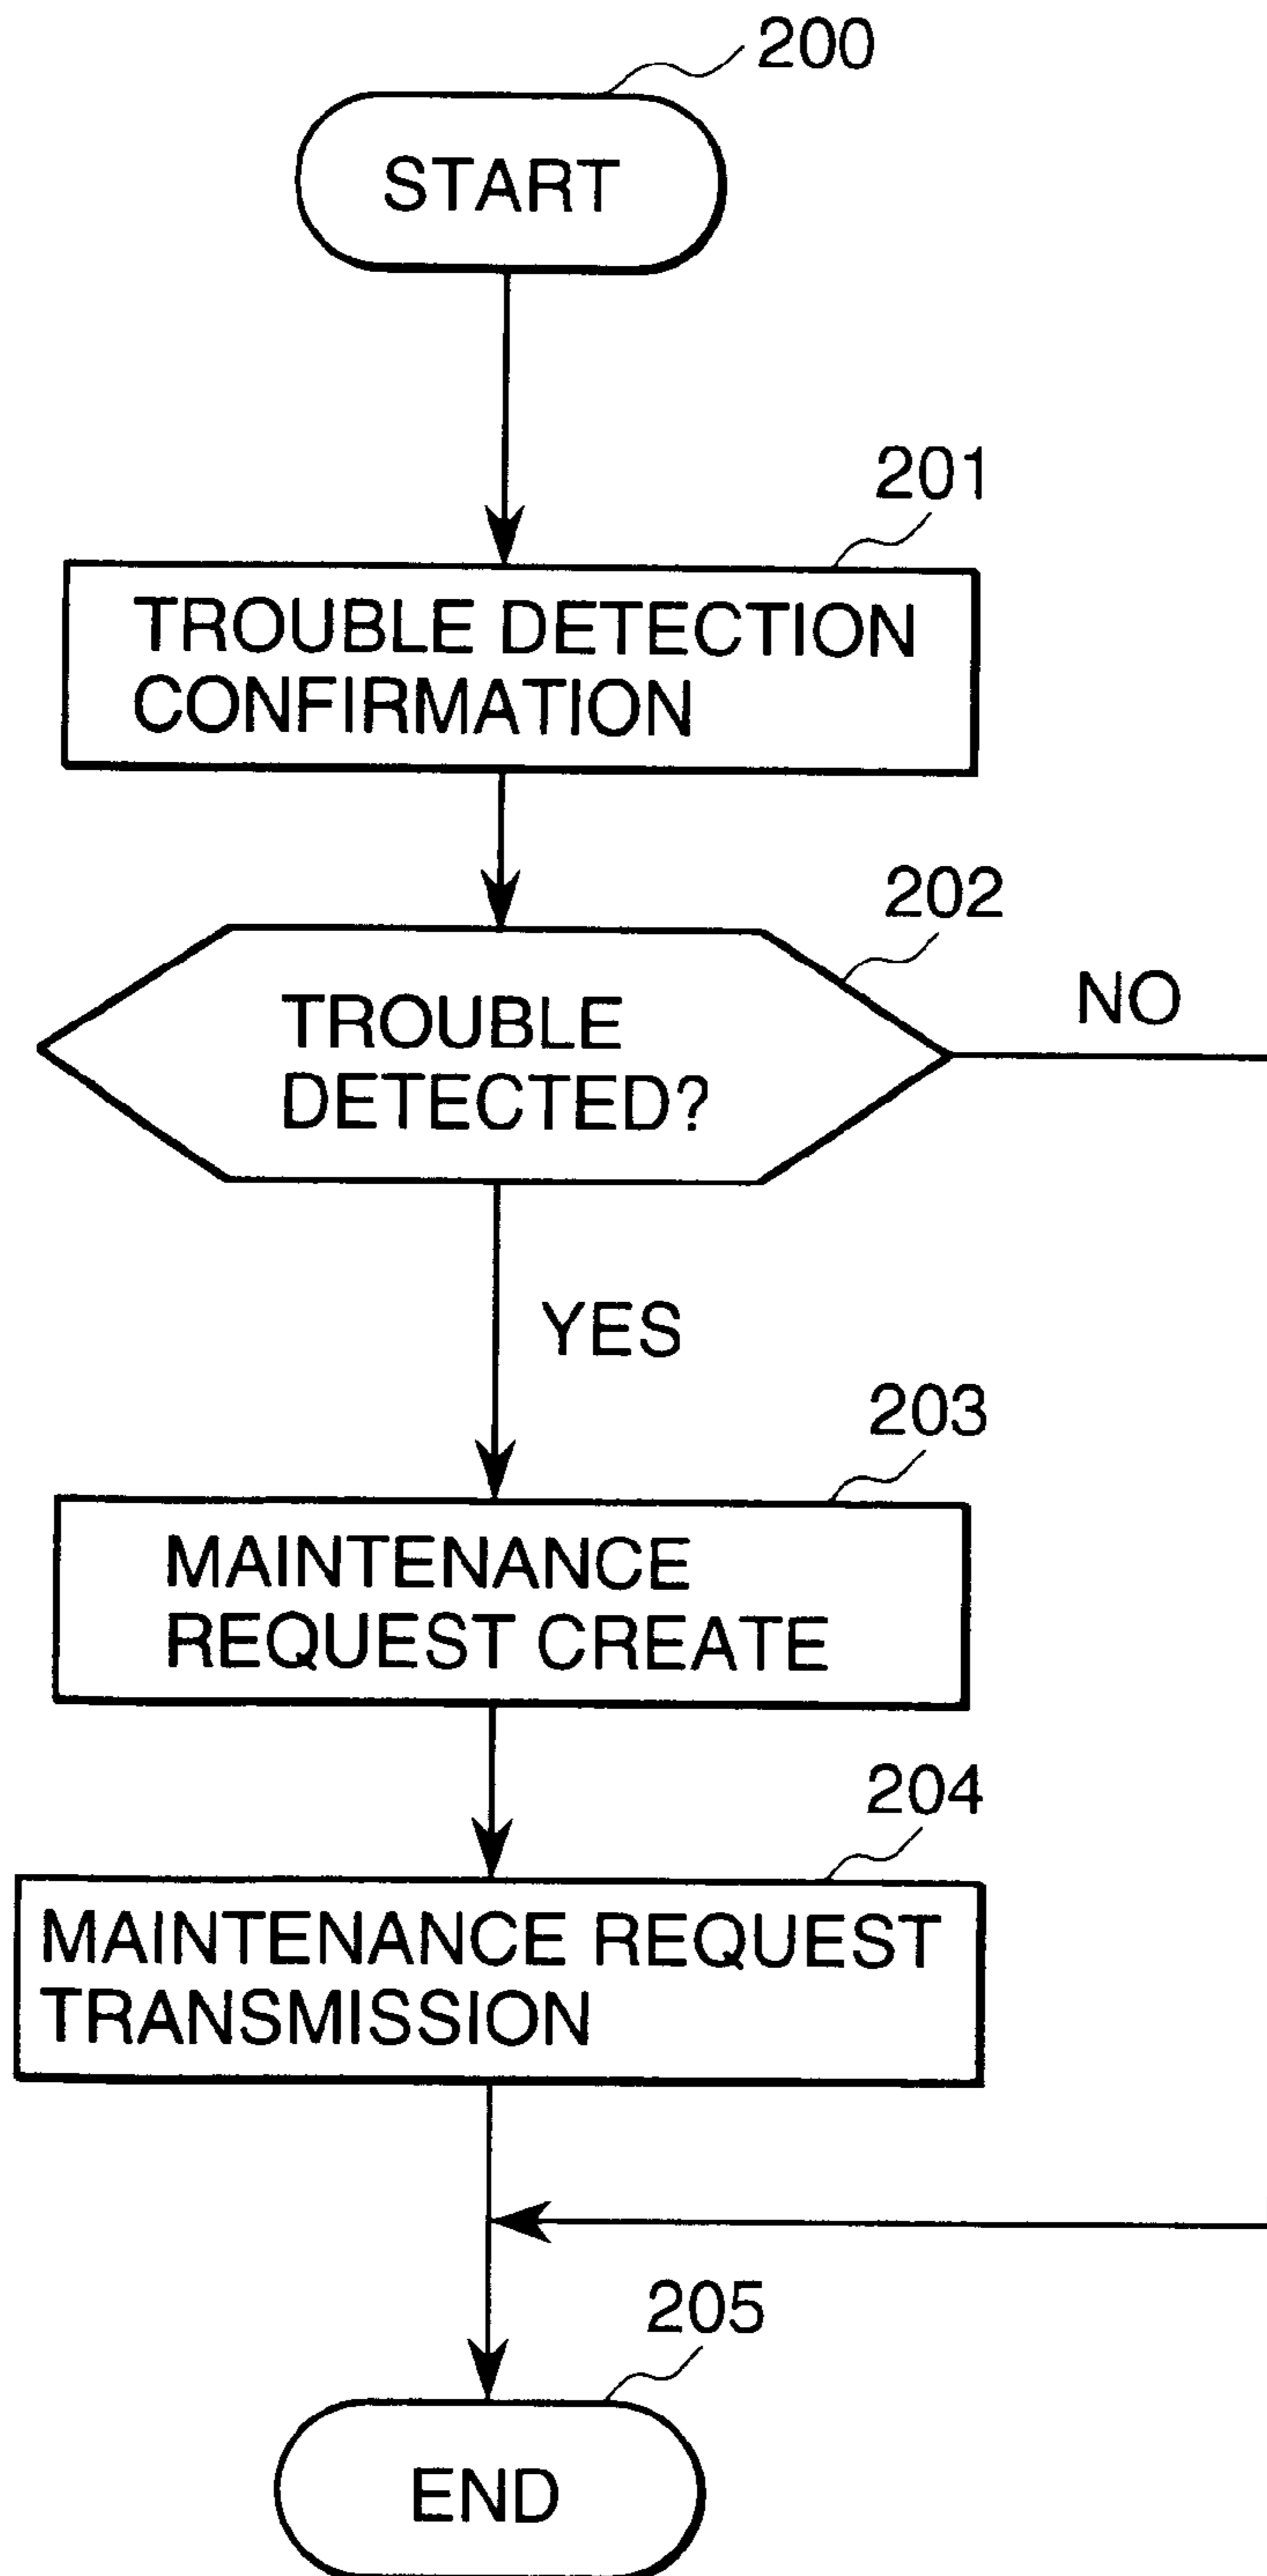 200
START
201
TROUBLE DETECTION
CONFIRMATION
202
NO
TROUBLE
DETECTED?
YES
203
MAINTENANCE
REQUEST CREATE
204
MAINTENANCE REQUEST
TRANSMISSION
205
END